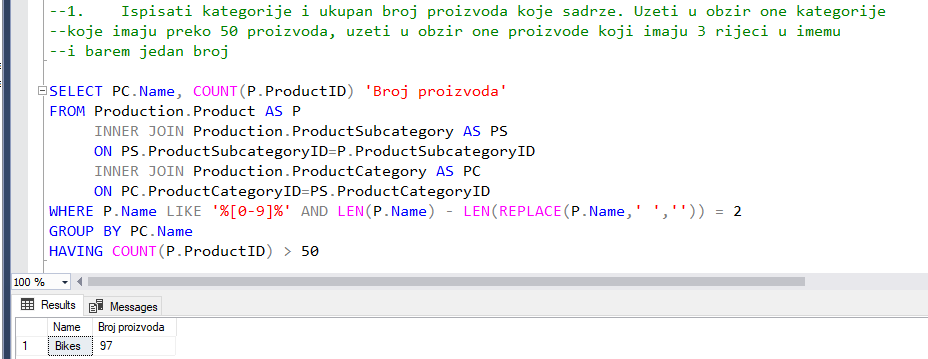 --1.    Ispisati kategorije i ukupan broj proizvoda koje sadrze. Uzeti u obzir one kategorije
--koje imaju preko 50 proizvoda, uzeti u obzir one proizvode koji imaju 3 rijeci u imemu
--i barem jedan broj
SELECT PC.Name, COUNT(P.ProductID) 'Broj proizvoda'
FROM Production.Product AS P
INNER JOIN Production.ProductSubcategory AS PS
ON PS.ProductSubcategoryID=P.ProductSubcategoryID
INNER JOIN Production.ProductCategory AS PC
ON PC.ProductCategoryID=PS.ProductCategoryID
WHERE P.Name LIKE '%[0-9]%' AND LEN(P.Name) - LEN(REPLACE(P.Name,' ','')) = 2
GROUP BY PC.Name
HAVING COUNT(P.ProductID) > 50
100 %
Results Messages
Name Broj proizvoda
1 Bikes 97